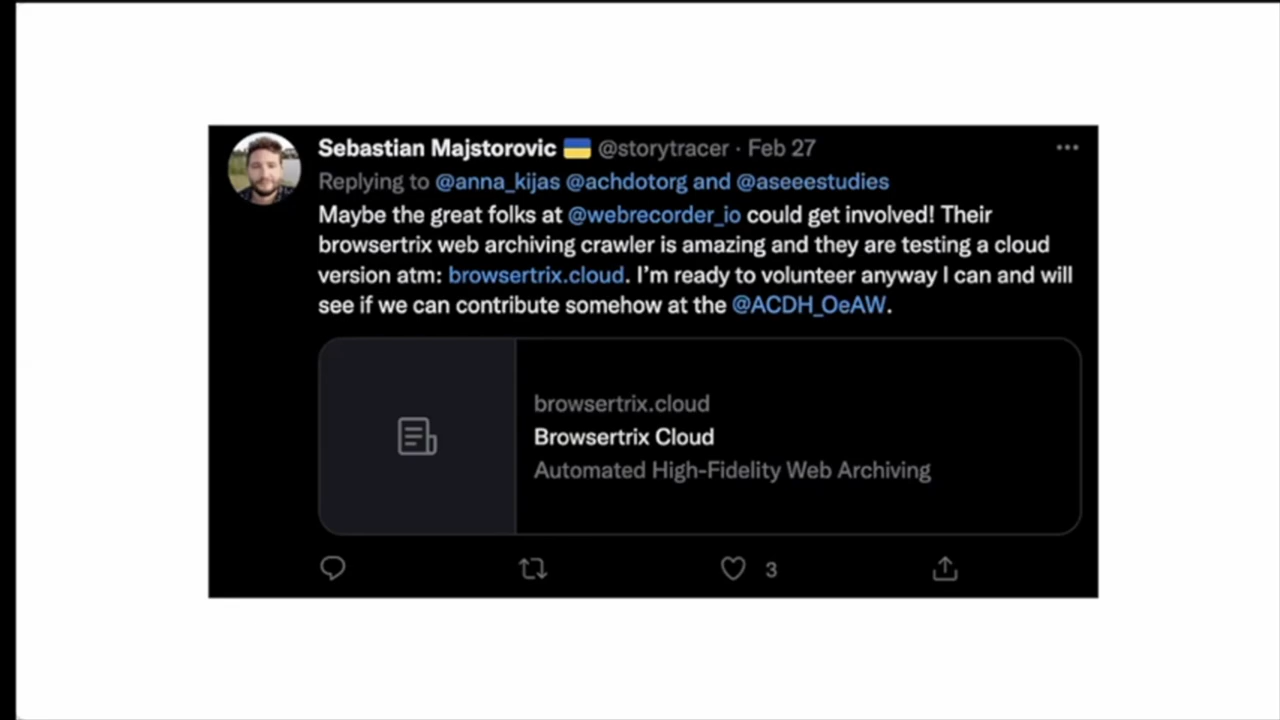 Sebastian Majstorovic 🇺🇦 @storytracer · Feb 27
Replying to @anna_kijas @achdotorg and @aseeestudies
Maybe the great folks at @webrecorder_io could get involved! Their
browsertrix web archiving crawler is amazing and they are testing a cloud
version atm: browsertrix.cloud. I'm ready to volunteer anyway I can and will
see if we can contribute somehow at the @ACDH_OeAW.
browsertrix.cloud
Browsertrix Cloud
Automated High-Fidelity Web Archiving
3